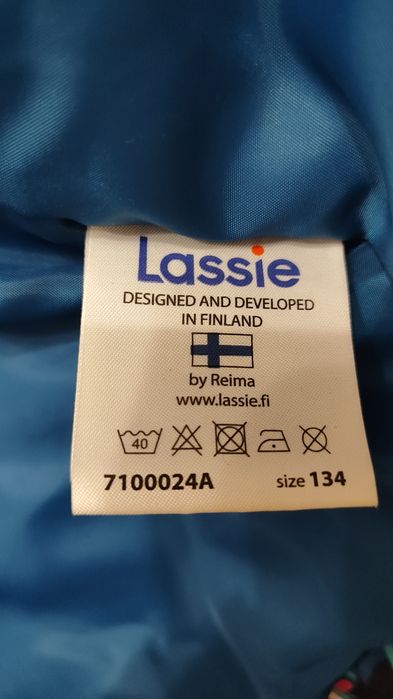 Lassie
DESIGNED AND DEVELOPED
IN FINLAND
by Reima
www.lassie.fi
40
7100024A size 134